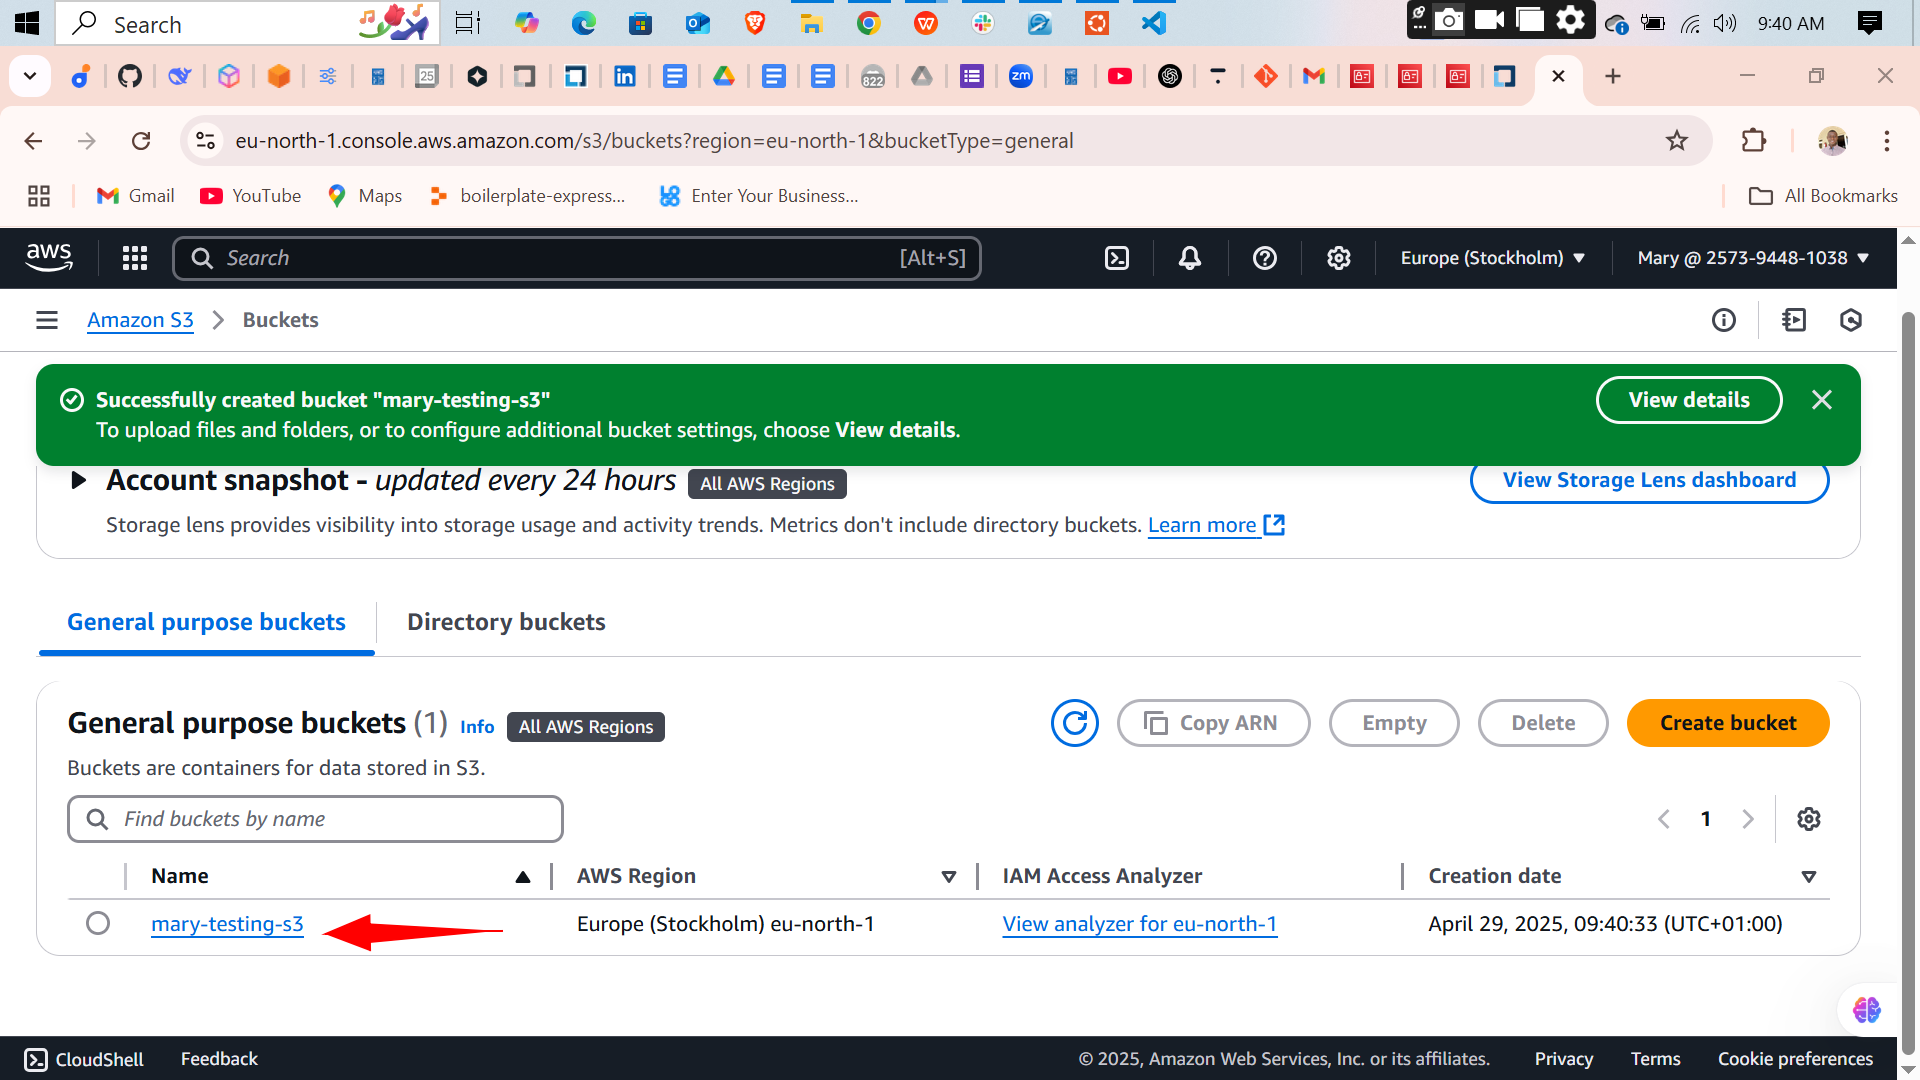 Search
9:40 AM
25
822
zm
eu-north-1.console.aws.amazon.com/s3/buckets?region=eu-north-1&bucketType=general
Gmail
YouTube
Maps
boilerplate-express...
Enter Your Business...
All Bookmarks
aws
Search
[Alt+S]
Europe (Stockholm)
Mary @ 2573-9448-1038
Amazon S3
Buckets
Successfully created bucket "mary-testing-s3"
View details
To upload files and folders, or to configure additional bucket settings, choose View details.
Account snapshot - updated every 24 hours
All AWS Regions
View Storage Lens dashboard
Storage lens provides visibility into storage usage and activity trends. Metrics don't include directory buckets. Learn more
General purpose buckets
Directory buckets
General purpose buckets (1)
Info
All AWS Regions
Copy ARN
Empty
Delete
Create bucket
Buckets are containers for data stored in S3.
Find buckets by name
1
Name
AWS Region
IAM Access Analyzer
Creation date
mary-testing-s3
Europe (Stockholm) eu-north-1
View analyzer for eu-north-1
April 29, 2025, 09:40:33 (UTC+01:00)
CloudShell
Feedback
© 2025, Amazon Web Services, Inc. or its affiliates.
Privacy
Terms
Cookie preferences